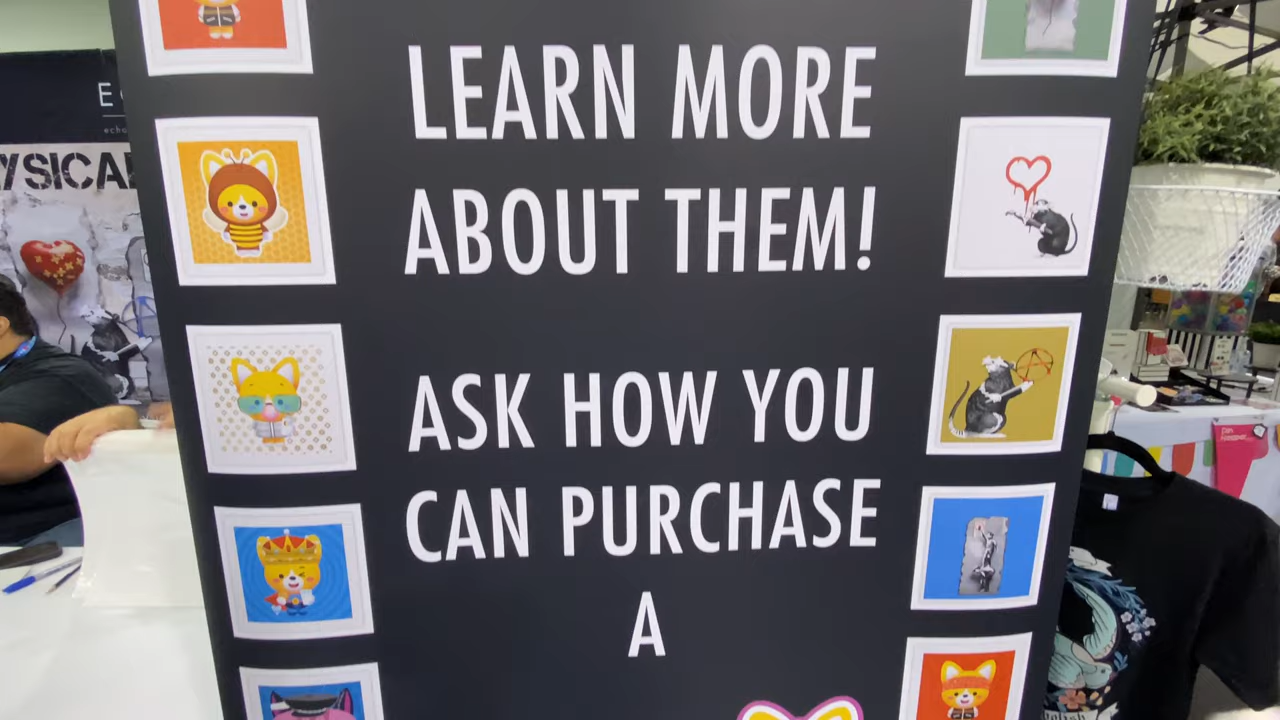 LEARN MORE
ABOUT THEM!
ASK HOW YOU
CAN PURCHASE
A